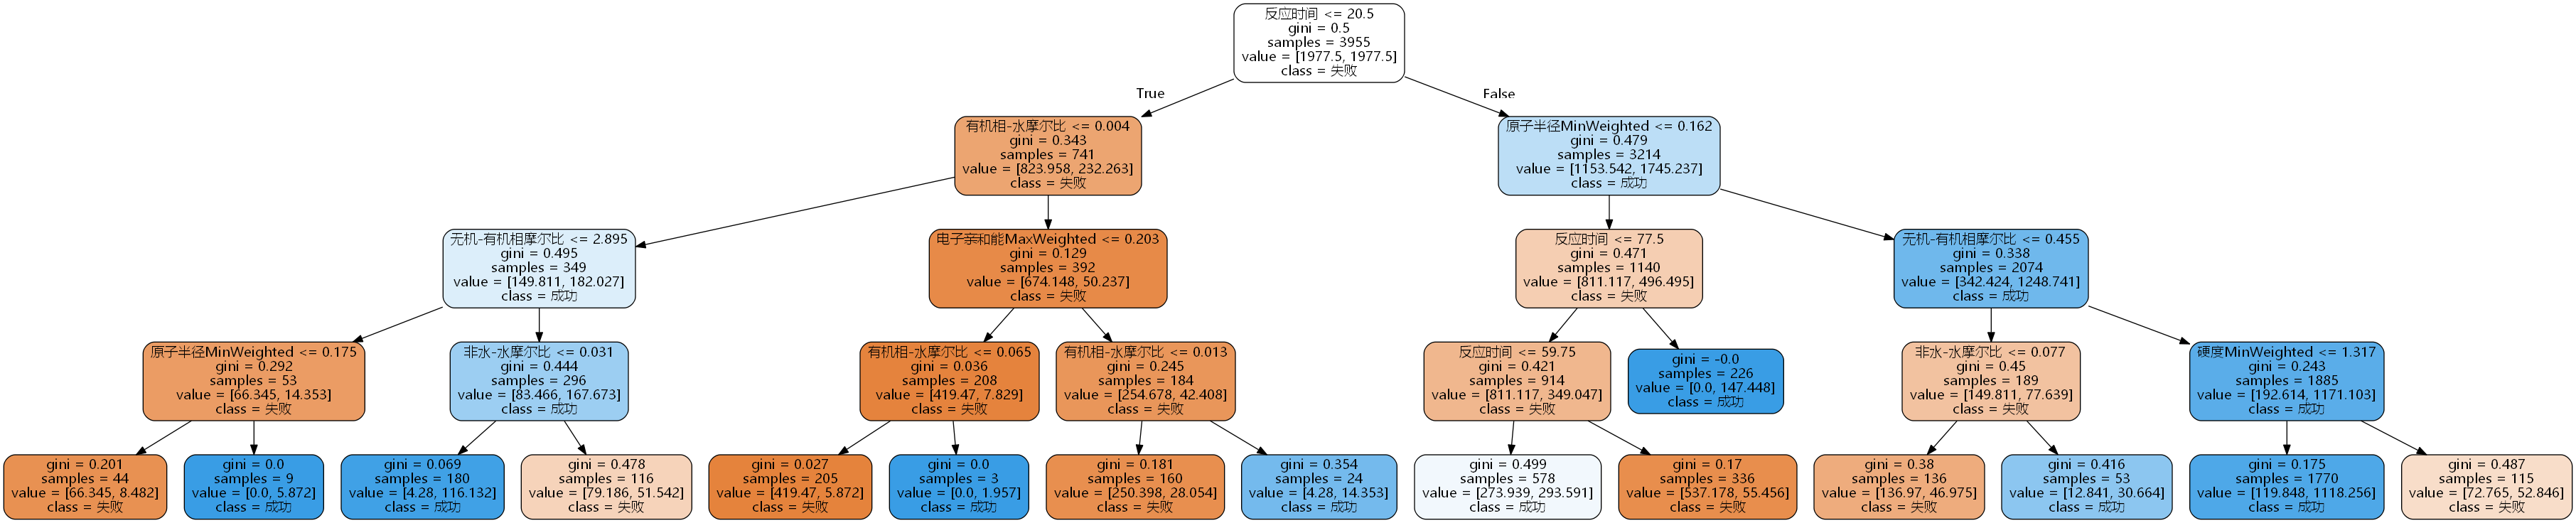 反应时间 <= 20.5
gini = 0.5
samples = 3955
value = [1977.5, 1977.5]
class = 失败
True
False
有机相-水摩尔比 <= 0.004
gini = 0.343
samples = 741
value = [823.958, 232.263]
class = 失败
原子半径MinWeighted <= 0.162
gini = 0.479
samples = 3214
value = [1153.542, 1745.237]
class = 成功
无机-有机相摩尔比 <= 2.895
gini = 0.495
samples = 349
value = [149.811, 182.027]
class = 成功
电子亲和能MaxWeighted <= 0.203
gini = 0.129
samples = 392
value = [674.148, 50.237]
class = 失败
反应时间 <= 77.5
gini = 0.471
samples = 1140
value = [811.117, 496.495]
class = 失败
无机-有机相摩尔比 <= 0.455
gini = 0.338
samples = 2074
value = [342.424, 1248.741]
class = 成功
原子半径MinWeighted <= 0.175
gini = 0.292
samples = 53
value = [66.345, 14.353]
class = 失败
非水-水摩尔比 <= 0.031
gini = 0.444
samples = 296
value = [83.466, 167.673]
class = 成功
有机相-水摩尔比 <= 0.065
gini = 0.036
samples = 208
value = [419.47, 7.829]
class = 失败
有机相-水摩尔比 <= 0.013
gini = 0.245
samples = 184
value = [254.678, 42.408]
class = 失败
反应时间 <= 59.75
gini = 0.421
samples = 914
value = [811.117, 349.047]
class = 失败
gini = -0.0
samples = 226
value = [0.0, 147.448]
class = 成功
非水-水摩尔比 <= 0.077
gini = 0.45
samples = 189
value = [149.811, 77.639]
class = 失败
硬度MinWeighted <= 1.317
gini = 0.243
samples = 1885
value = [192.614, 1171.103]
class = 成功
gini = 0.201
samples = 44
value = [66.345, 8.482]
class = 失败
gini = 0.0
samples = 9
value = [0.0, 5.872]
class = 成功
gini = 0.069
samples = 180
value = [4.28, 116.132]
class = 成功
gini = 0.478
samples = 116
value = [79.186, 51.542]
class = 失败
gini = 0.027
samples = 205
value = [419.47, 5.872]
class = 失败
gini = 0.0
samples = 3
value = [0.0, 1.957]
class = 成功
gini = 0.181
samples = 160
value = [250.398, 28.054]
class = 失败
gini = 0.354
samples = 24
value = [4.28, 14.353]
class = 成功
gini = 0.499
samples = 578
value = [273.939, 293.591]
class = 成功
gini = 0.17
samples = 336
value = [537.178, 55.456]
class = 失败
gini = 0.38
samples = 136
value = [136.97, 46.975]
class = 失败
gini = 0.416
samples = 53
value = [12.841, 30.664]
class = 成功
gini = 0.175
samples = 1770
value = [119.848, 1118.256]
class = 成功
gini = 0.487
samples = 115
value = [72.765, 52.846]
class = 失败